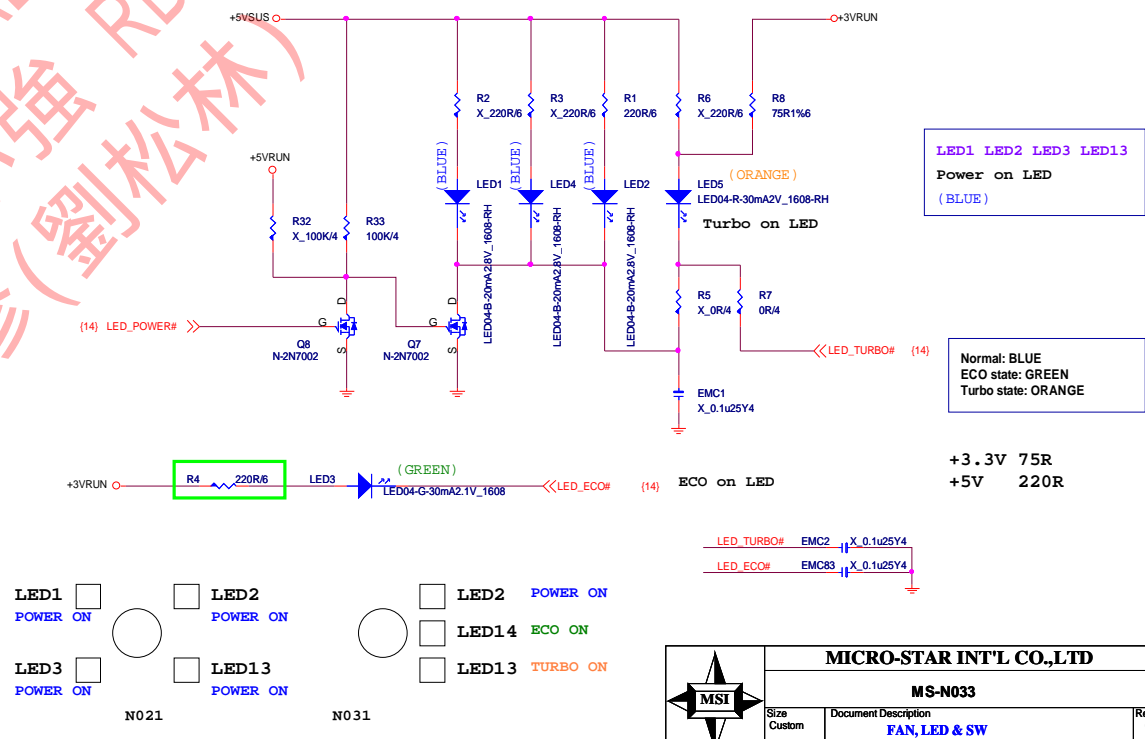 強 RD
(劉松林)
+5VSUS
+3VRUN
R2
X_220R/6
R3
X_220R/6
R1
220R/6
R6
X_220R/6
R8
75R1%6
+5VRUN
(BLUE)
(BLUE)
(BLUE)
(ORANGE)
LED1
LED4
LED2
LED5
LED04-R-30mA2V_1608-RH
Turbo on LED
LED04-B-20mA2.8V_1608-RH
LED04-B-20mA2.8V_1608-RH
LED04-B-20mA2.8V_1608-RH
LED1 LED2 LED3 LED13
Power on LED
(BLUE)
R32
X_100K/4
R33
100K/4
R5
X_0R/4
R7
0R/4
{14} LED_POWER#
G
D
S
Q8
N-2N7002
G
D
S
Q7
N-2N7002
LED_TURBO# {14}
EMC1
X_0.1u25Y4
Normal: BLUE
ECO state: GREEN
Turbo state: ORANGE
+3VRUN
R4
220R/6
LED3
(GREEN)
LED04-G-30mA2.1V_1608
LED_ECO# {14}
ECO on LED
+3.3V 75R
+5V 220R
LED_TURBO# EMC2 X_0.1u25Y4
LED_ECO# EMC83 X_0.1u25Y4
LED1
POWER ON
LED2
POWER ON
LED3
POWER ON
LED13
POWER ON
N021
LED2 POWER ON
LED14 ECO ON
LED13 TURBO ON
N031
MSI
MICRO-STAR INT'L CO.,LTD
MS-N033
Size
Custom
Document Description
FAN, LED & SW